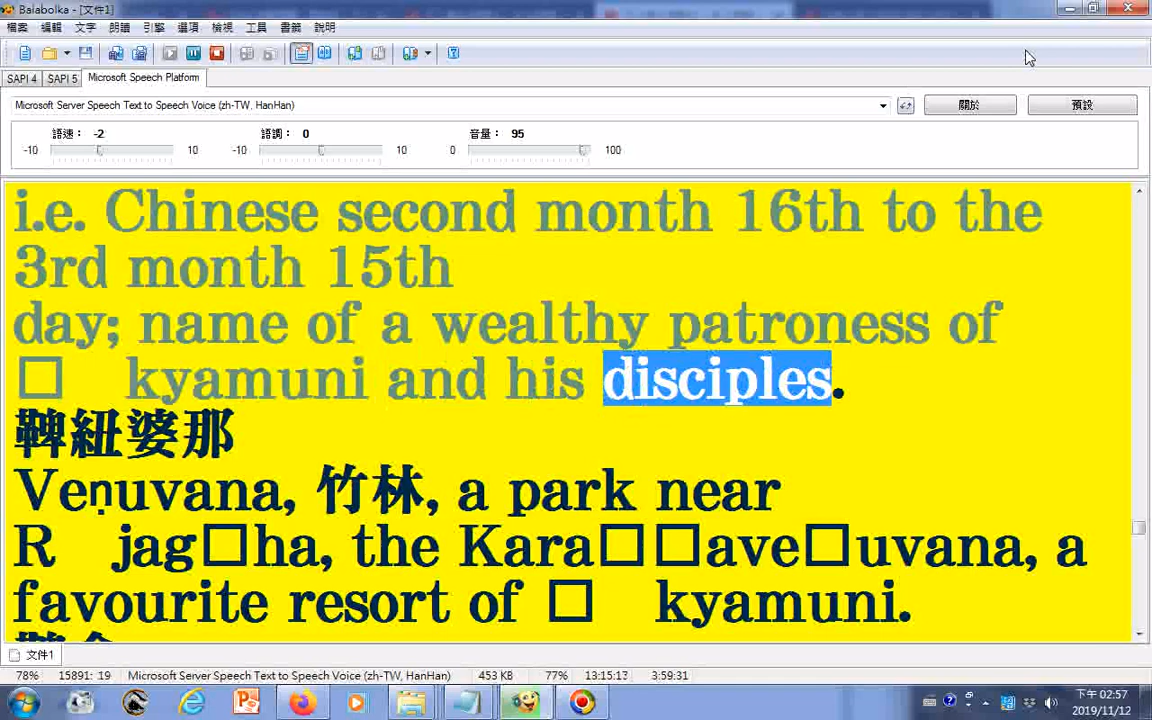 Balabolka - [文件1]
檔案 編輯 文字 朗讀 引擎 選項 檢視 工具 書籤 說明
SAPI 4 SAPI 5 Microsoft Speech Platform
Microsoft Server Speech Text to Speech Voice (zh-TW, HanHan) 關於 預設
語速： -2 語調： 0 音量： 95
-10 10 -10 10 0 100
i.e. Chinese second month 16th to the
3rd month 15th
day; name of a wealthy patroness of
□ kyamuni and his disciples.
鞞紐婆那
Veṇuvana, 竹林, a park near
R jag□ha, the Kara□□ave□uvana, a
favourite resort of □ kyamuni.
文件1
78% 15891: 19 Microsoft Server Speech Text to Speech Voice (zh-TW, HanHan) 453 KB 77% 13:15:13 3:59:31
下午 02:57
2019/11/12